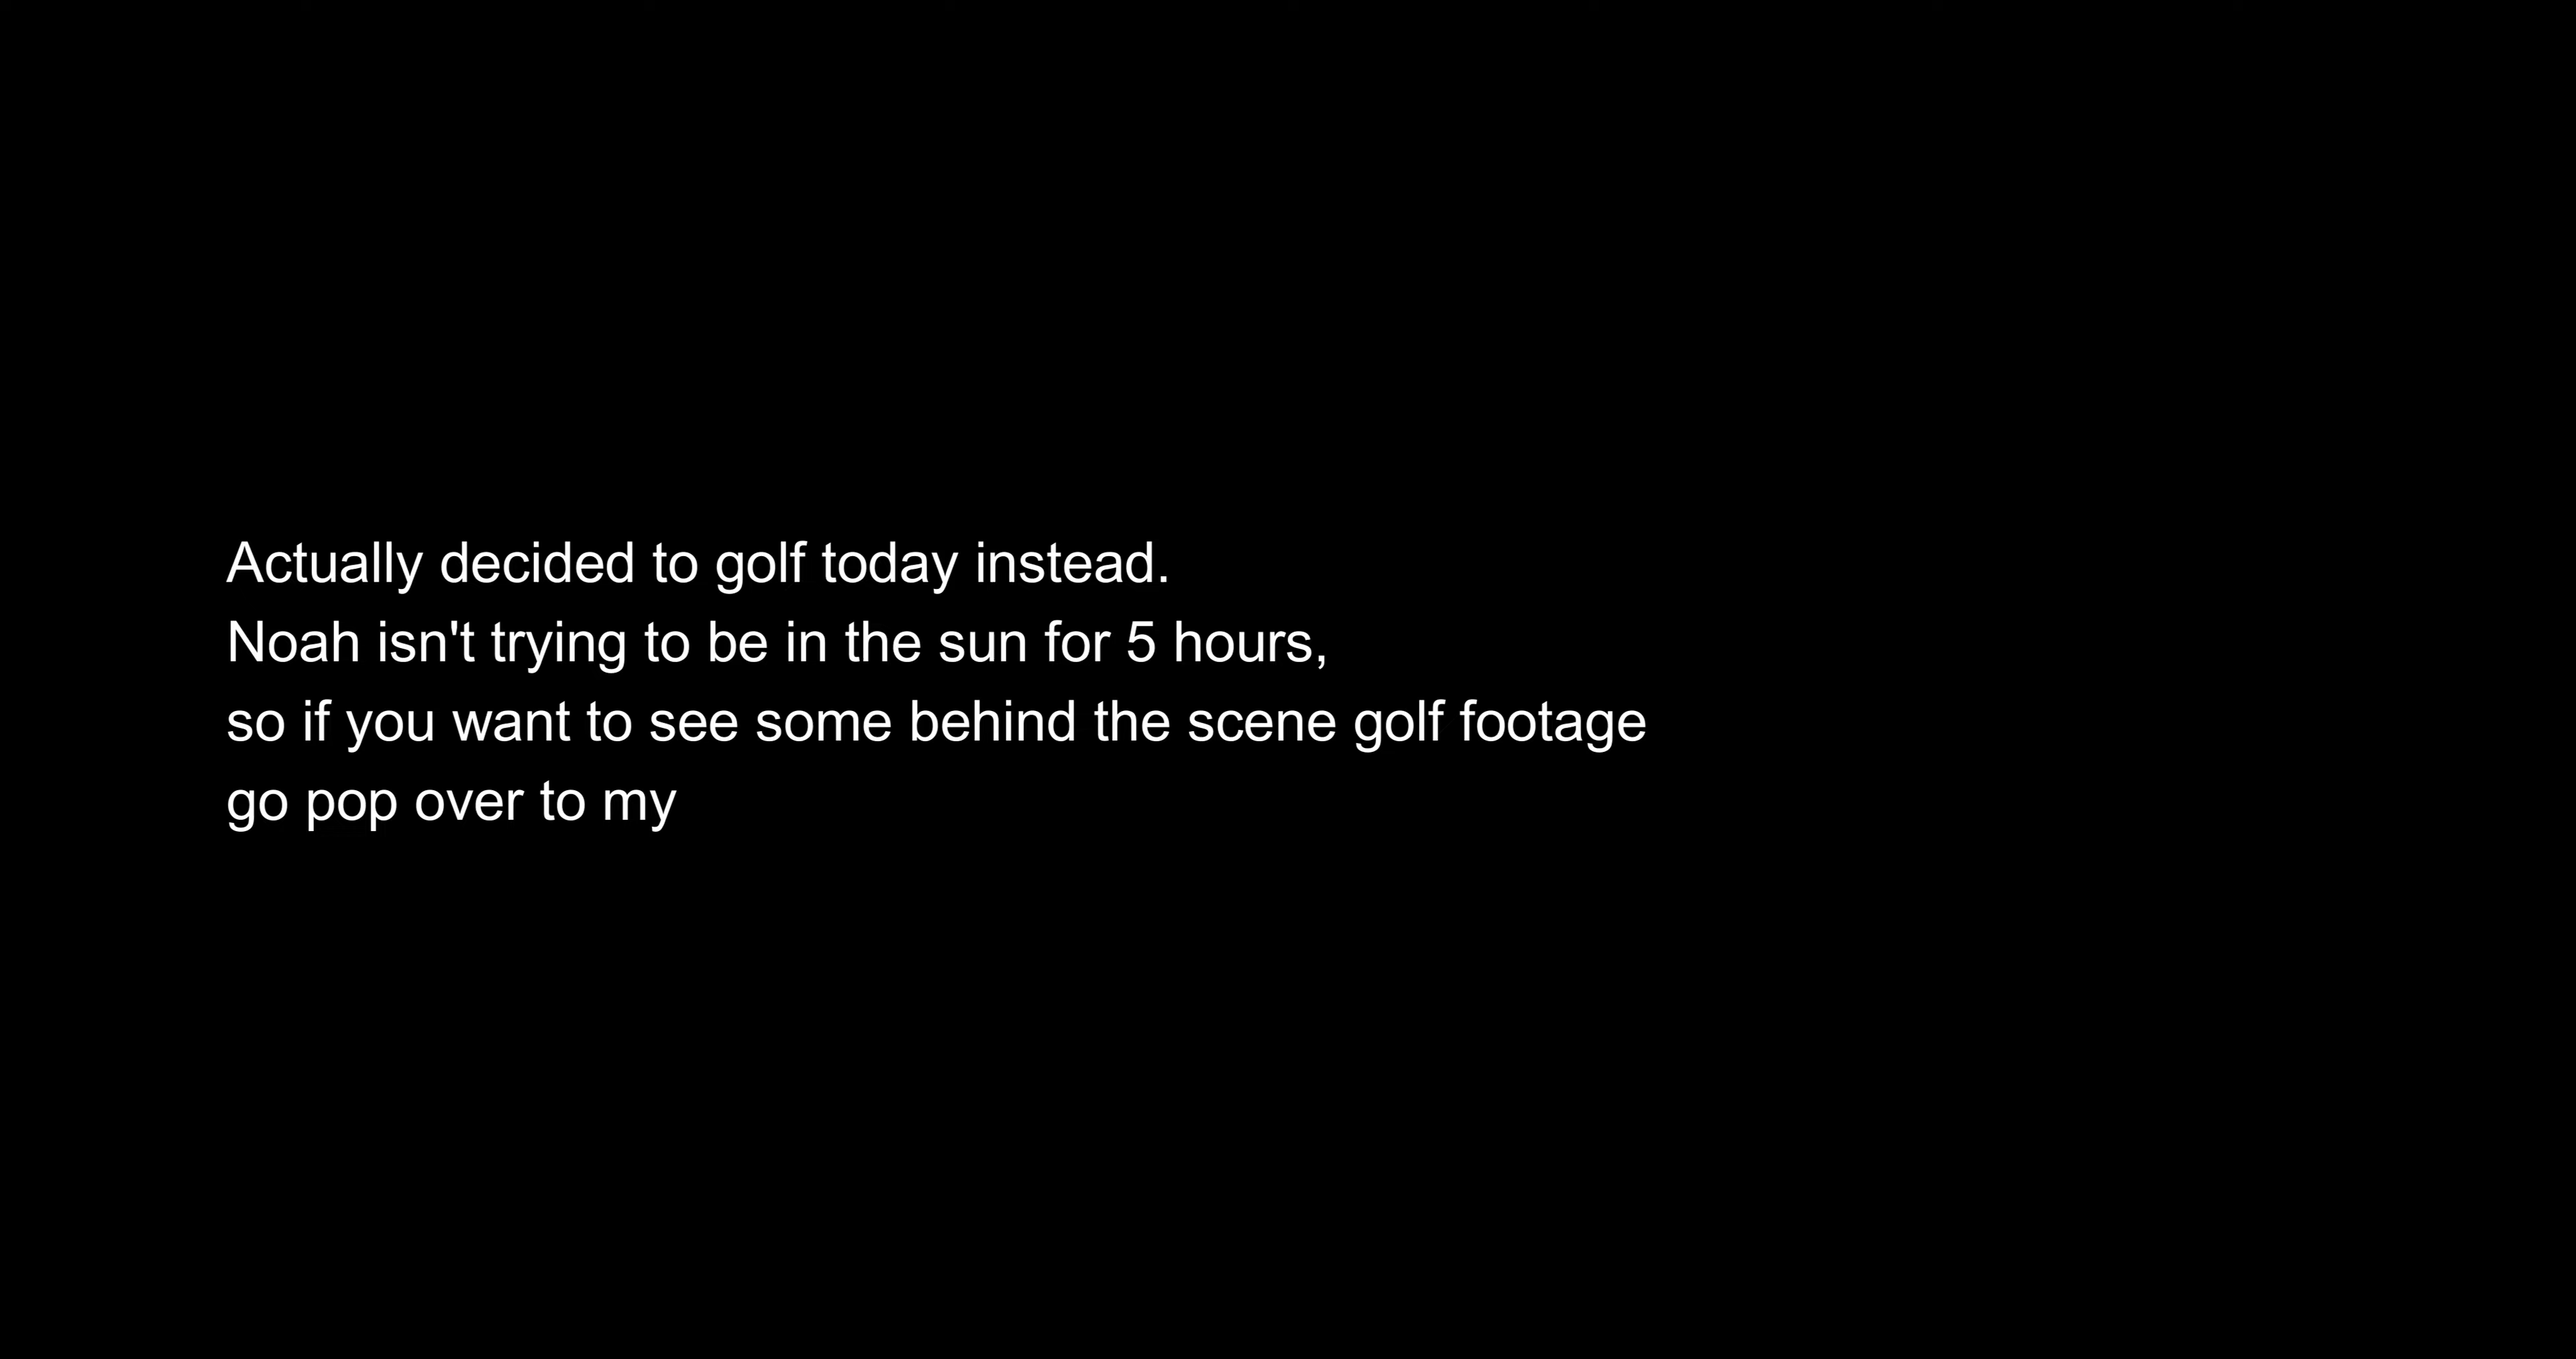 Actually decided to golf today instead.
Noah isn't trying to be in the sun for 5 hours,
so if you want to see some behind the scene golf footage
go pop over to my